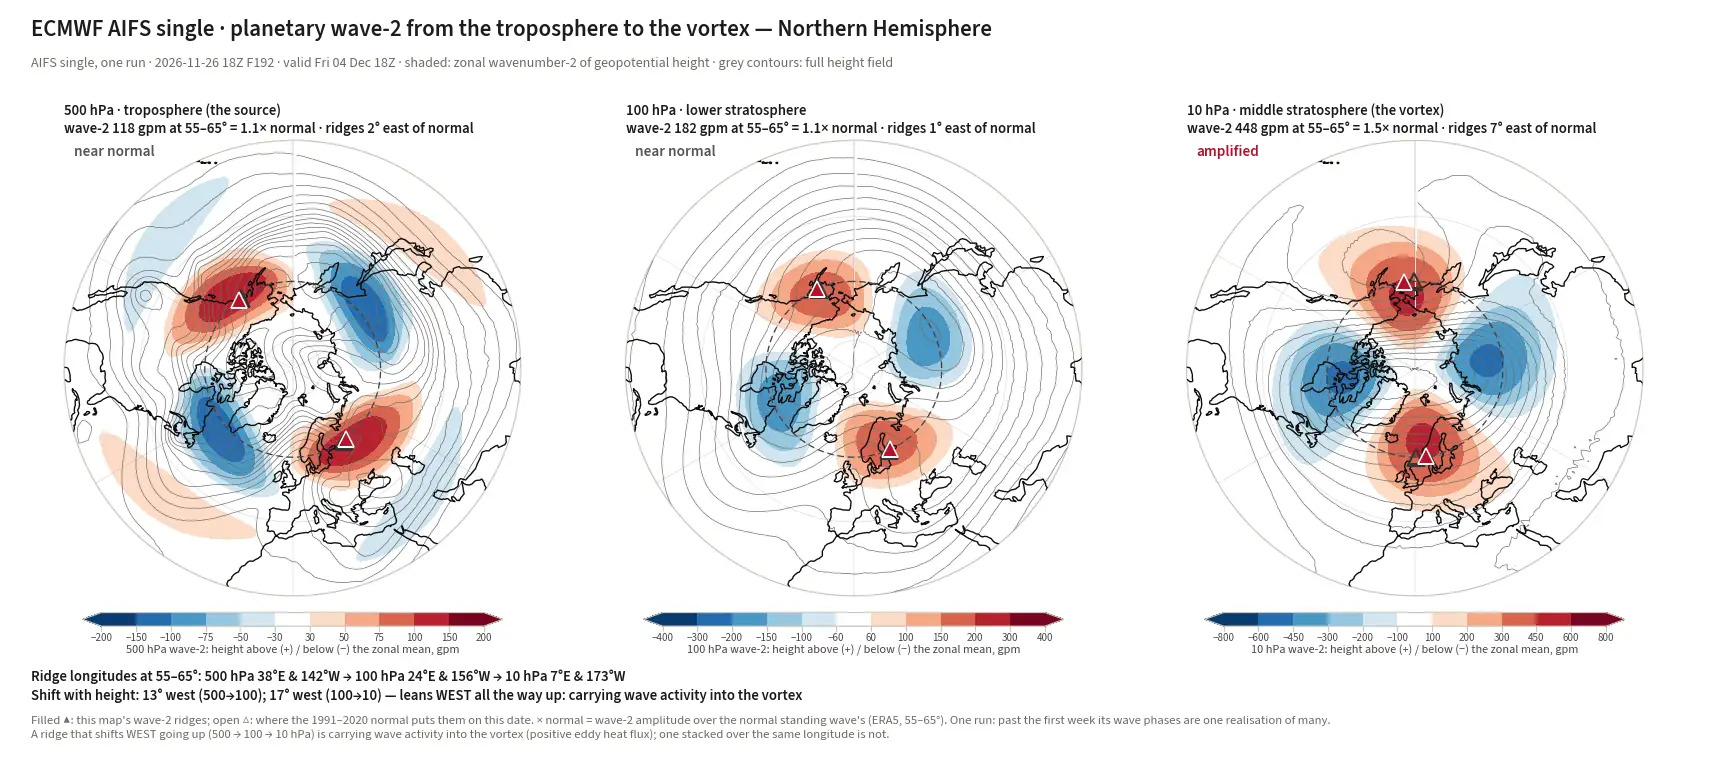 ECMWF AIFS single · planetary wave-2 from the troposphere to the vortex — Northern Hemisphere
AIFS single, one run · 2026-11-26 18Z F192 · valid Fri 04 Dec 18Z · shaded: zonal wavenumber-2 of geopotential height · grey contours: full height field
500 hPa · troposphere (the source)
wave-2 118 gpm at 55–65° = 1.1× normal · ridges 2° east of normal
near normal
100 hPa · lower stratosphere
wave-2 182 gpm at 55–65° = 1.1× normal · ridges 1° east of normal
near normal
10 hPa · middle stratosphere (the vortex)
wave-2 448 gpm at 55–65° = 1.5× normal · ridges 7° east of normal
amplified
−200 −150 −100 −75 −50 −30 30 50 75 100 150 200
500 hPa wave-2: height above (+) / below (−) the zonal mean, gpm
−400 −300 −200 −150 −100 −60 60 100 150 200 300 400
100 hPa wave-2: height above (+) / below (−) the zonal mean, gpm
−800 −600 −450 −300 −200 −100 100 200 300 450 600 800
10 hPa wave-2: height above (+) / below (−) the zonal mean, gpm
Ridge longitudes at 55–65°: 500 hPa 38°E & 142°W → 100 hPa 24°E & 156°W → 10 hPa 7°E & 173°W
Shift with height: 13° west (500→100); 17° west (100→10) — leans WEST all the way up: carrying wave activity into the vortex
Filled ▲: this map's wave-2 ridges; open △: where the 1991–2020 normal puts them on this date. × normal = wave-2 amplitude over the normal standing wave's (ERA5, 55–65°). One run: past the first week its wave phases are one realisation of many.
A ridge that shifts WEST going up (500 → 100 → 10 hPa) is carrying wave activity into the vortex (positive eddy heat flux); one stacked over the same longitude is not.